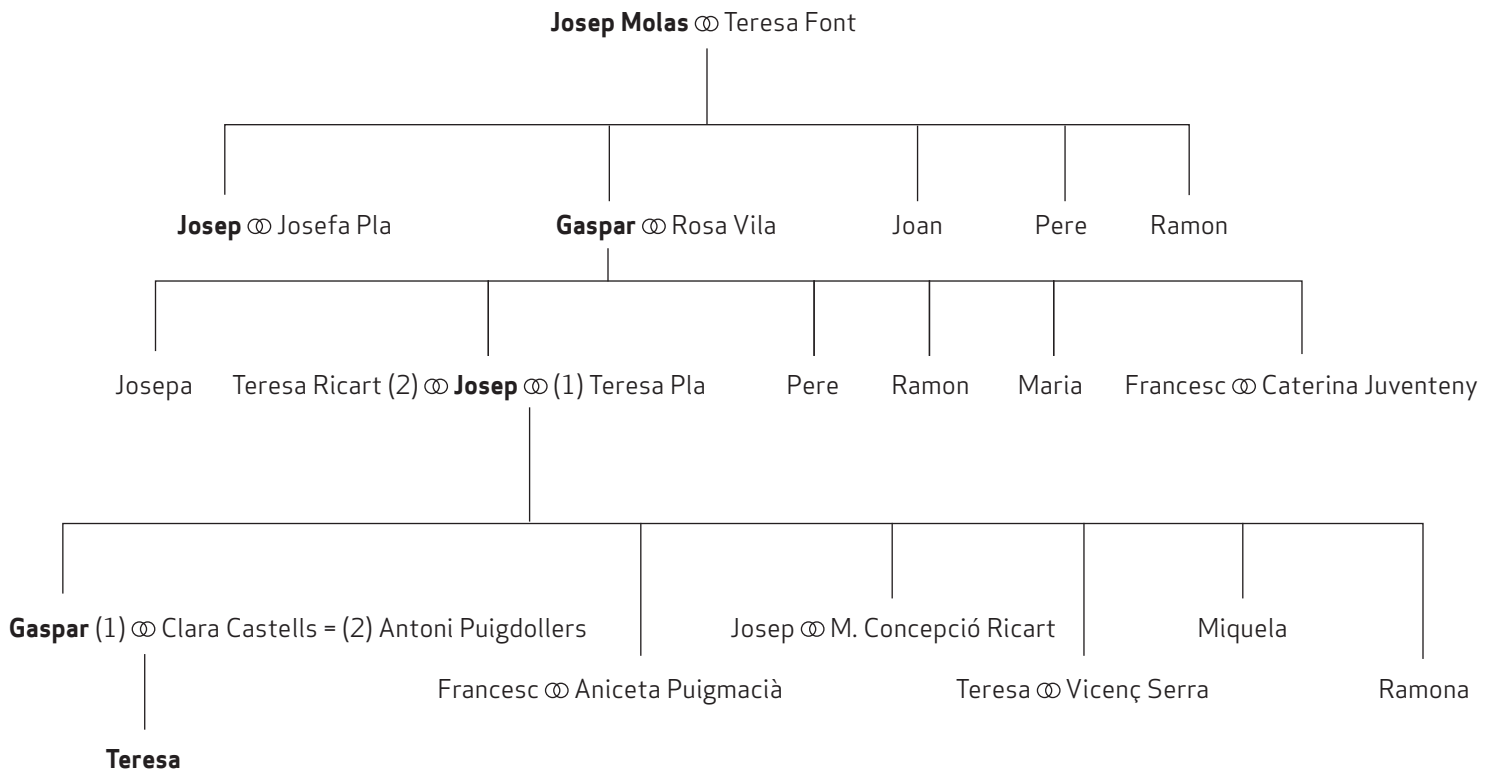 Josep Molas ⚭ Teresa Font
Josep ⚭ Josefa Pla Gaspar ⚭ Rosa Vila Joan Pere Ramon
Josepa Teresa Ricart (2) ⚭ Josep ⚭ (1) Teresa Pla Pere Ramon Maria Francesc ⚭ Caterina Juventeny
Gaspar (1) ⚭ Clara Castells = (2) Antoni Puigdollers Josep ⚭ M. Concepció Ricart Miquela
Francesc ⚭ Aniceta Puigmacià Teresa ⚭ Vicenç Serra Ramona
Teresa